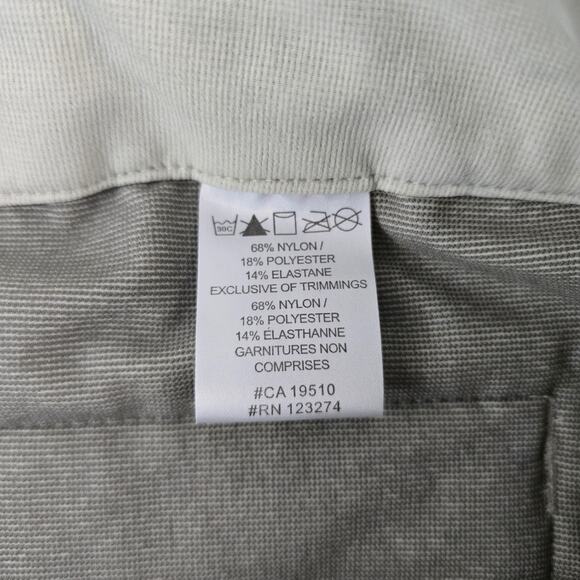 30C
68% NYLON /
18% POLYESTER
14% ELASTANE
EXCLUSIVE OF TRIMMINGS
68% NYLON /
18% POLYESTER
14% ÉLASTHANNE
GARNITURES NON
COMPRISES
#CA 19510
#RN 123274